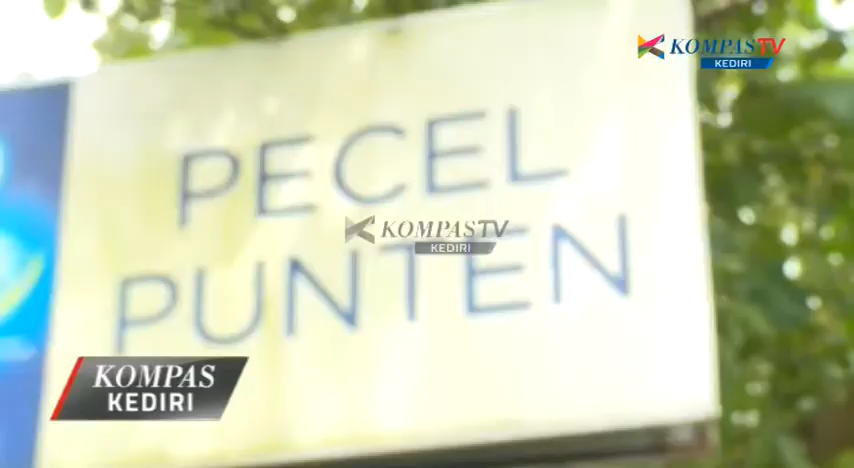 KOMPASTV
KEDIRI
PECEL
KOMPASTV
KEDIRI
PUNTEN
KOMPAS
KEDIRI